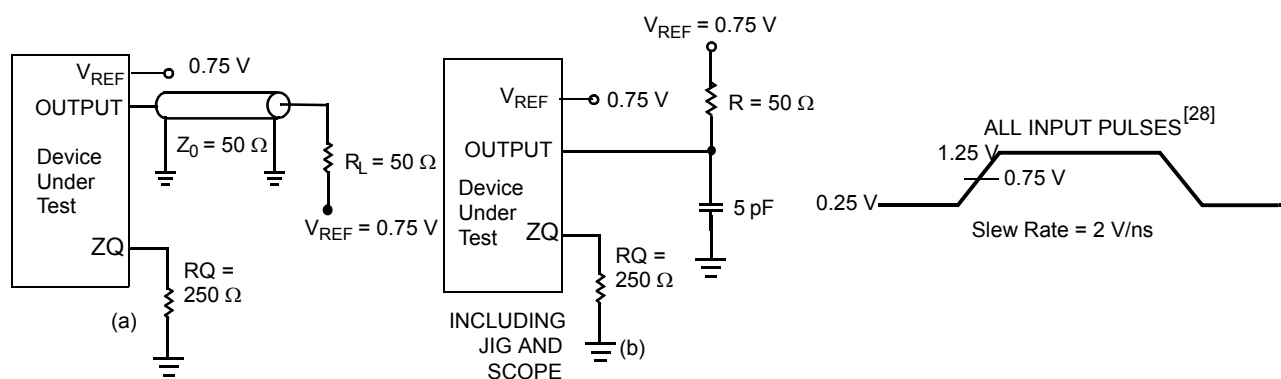 V_REF 0.75 V
OUTPUT
Z₀ = 50 Ω
Device
Under
Test
R_L = 50 Ω
V_REF = 0.75 V
ZQ
RQ =
250 Ω
(a)
V_REF = 0.75 V
R = 50 Ω
V_REF 0.75 V
OUTPUT
Device
Under
Test
5 pF
ZQ
RQ =
250 Ω
INCLUDING
JIG AND
SCOPE
(b)
ALL INPUT PULSES[28]
1.25 V
0.75 V
0.25 V
Slew Rate = 2 V/ns